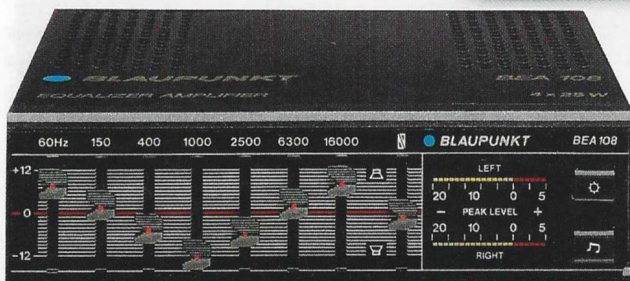 BLAUPUNKT BEA 108
EQUALIZER AMPLIFIER 4 x 25 W
60Hz 150 400 1000 2500 6300 16000 BLAUPUNKT BEA 108
+12
0
-12
LEFT
20 10 0 5
− PEAK LEVEL +
20 10 0 5
RIGHT